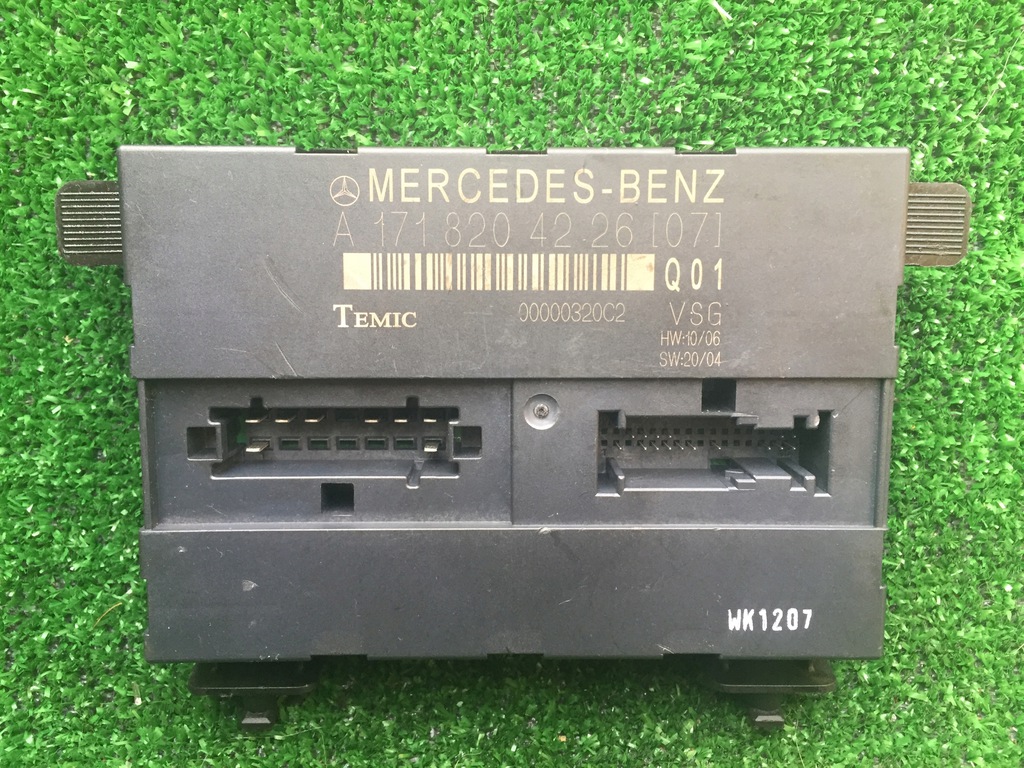 MERCEDES-BENZ
A 171 820 42 26 [07]
Q01
TEMIC 00000320C2 VSG
HW:10/06
SW:20/04
WK1207